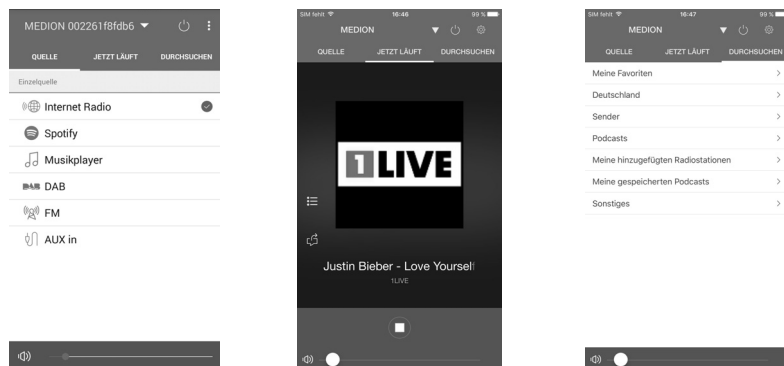 MEDION 002261f8fdb6
QUELLE JETZT LÄUFT DURCHSUCHEN
Einzelquelle
Internet Radio
Spotify
Musikplayer
DAB DAB
FM
AUX in
SIM fehlt 16:46 99 %
MEDION
QUELLE JETZT LÄUFT DURCHSUCHEN
1LIVE
Justin Bieber - Love Yourself
1LIVE
SIM fehlt 16:47 99 %
MEDION
QUELLE JETZT LÄUFT DURCHSUCHEN
Meine Favoriten
Deutschland
Sender
Podcasts
Meine hinzugefügten Radiostationen
Meine gespeicherten Podcasts
Sonstiges